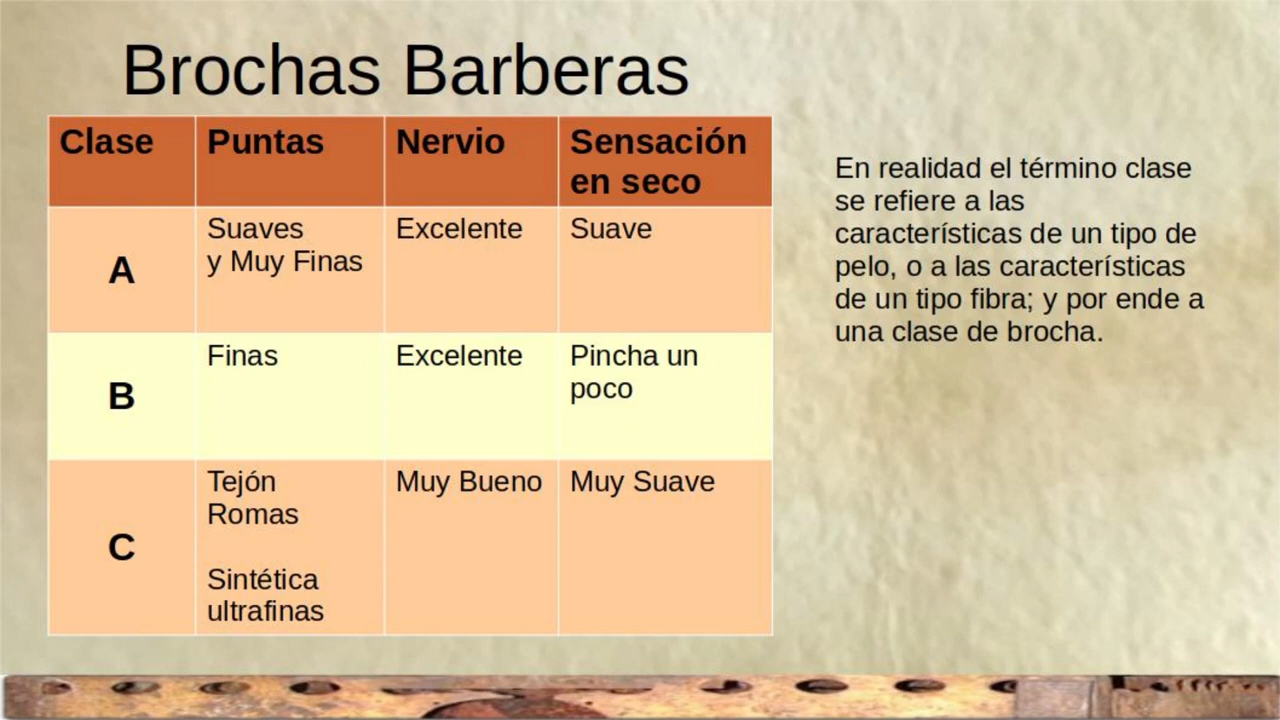 Brochas Barberas
Clase Puntas Nervio Sensación
en seco
A Suaves
y Muy Finas Excelente Suave
B Finas Excelente Pincha un
poco
C Tejón
Romas
Sintética
ultrafinas Muy Bueno Muy Suave
En realidad el término clase
se refiere a las
características de un tipo de
pelo, o a las características
de un tipo fibra; y por ende a
una clase de brocha.